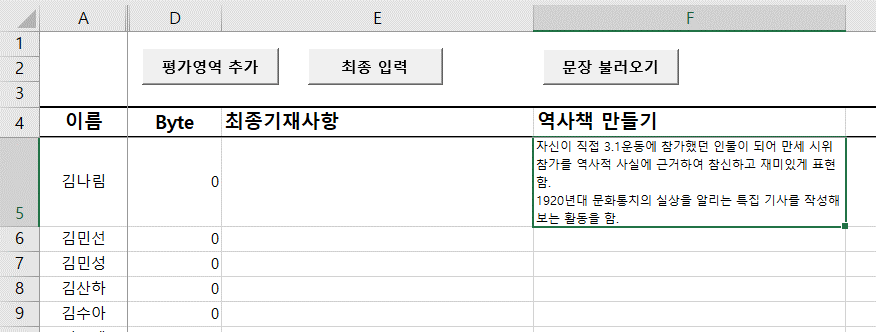 A D E F
1
2 평가영역 추가 최종 입력 문장 불러오기
3
4 이름 Byte 최종기재사항 역사책 만들기
자신이 직접 3.1운동에 참가했던 인물이 되어 만세 시위
참가를 역사적 사실에 근거하여 참신하고 재미있게 표현
함.
1920년대 문화통치의 실상을 알리는 특집 기사를 작성해
보는 활동을 함.
5 김나림 0
6 김민선 0
7 김민성 0
8 김산하 0
9 김수아 0